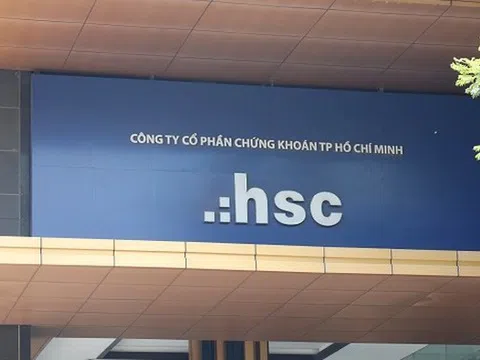 CÔNG TY CỔ PHẦN CHỨNG KHOÁN TP HỒ CHÍ MINH
.:hsc